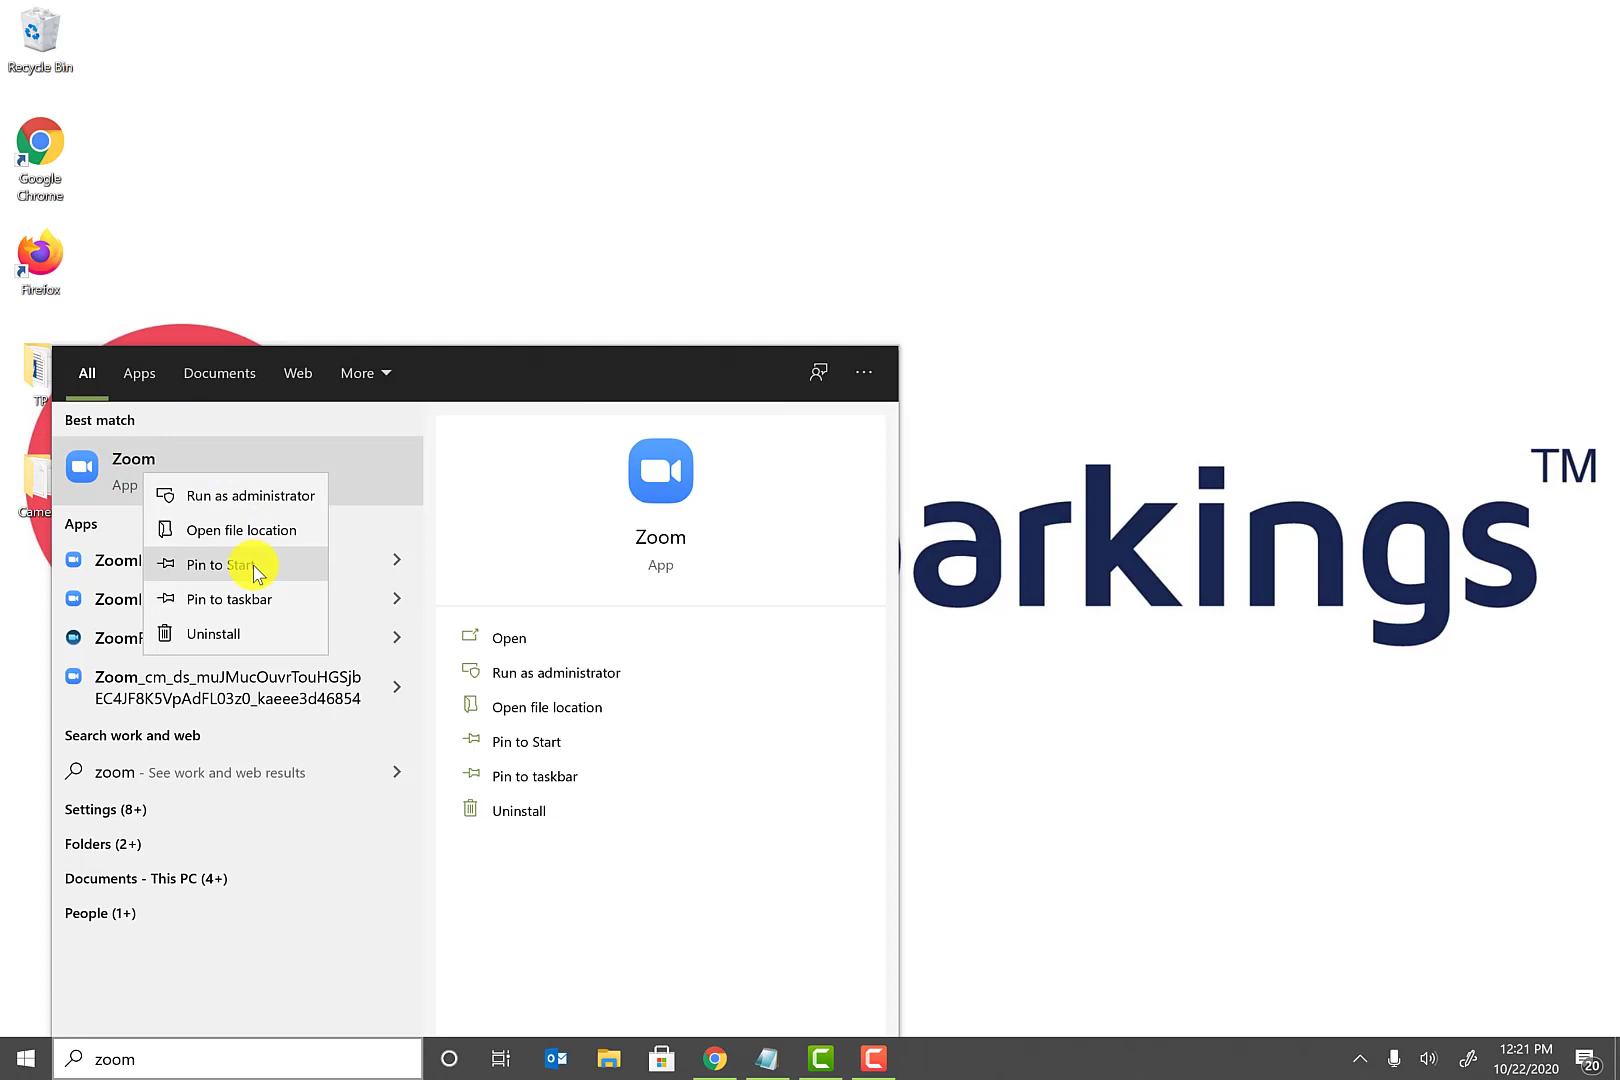 Recycle Bin
Google
Chrome
Firefox
TP
Came
All
Apps
Documents
Web
More
Best match
Zoom
App
Run as administrator
Open file location
Pin to Start
Pin to taskbar
Uninstall
Apps
Zoom
Zoom
Zoom
Zoom_cm_ds_muJMucOuvrTouHGSjb
EC4JF8K5VpAdFL03z0_kaeee3d46854
Search work and web
zoom - See work and web results
Settings (8+)
Folders (2+)
Documents - This PC (4+)
People (1+)
Zoom
App
Open
Run as administrator
Open file location
Pin to Start
Pin to taskbar
Uninstall
arkings™
zoom
12:21 PM
10/22/2020
20